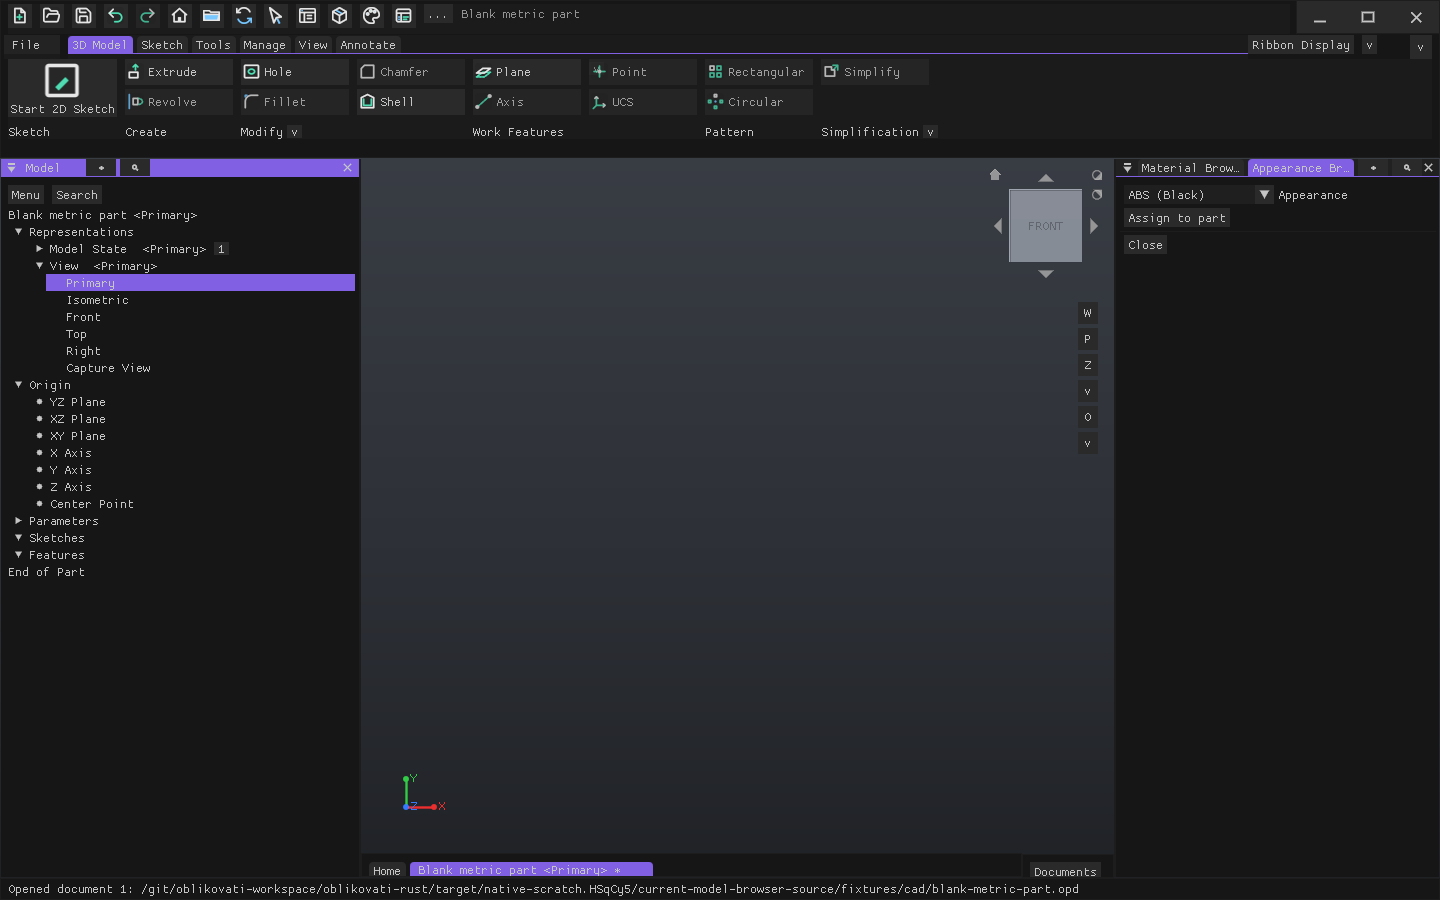 ... Blank metric part
File 3D Model Sketch Tools Manage View Annotate Ribbon Display v v
Start 2D Sketch
Extrude
Revolve
Hole
Fillet
Chamfer
Shell
Plane
Axis
Point
UCS
Rectangular
Circular
Simplify
Sketch Create Modify v Work Features Pattern Simplification v
Model
Menu Search
Blank metric part <Primary>
Representations
Model State <Primary> 1
View <Primary>
Primary
Isometric
Front
Top
Right
Capture View
Origin
YZ Plane
XZ Plane
XY Plane
X Axis
Y Axis
Z Axis
Center Point
Parameters
Sketches
Features
End of Part
FRONT
W
P
Z
v
O
v
Y
Z X
Material Brow… Appearance Br…
ABS (Black) Appearance
Assign to part
Close
Home Blank metric part <Primary> * Documents
Opened document 1: /git/oblikovati-workspace/oblikovati-rust/target/native-scratch.HSqCy5/current-model-browser-source/fixtures/cad/blank-metric-part.opd